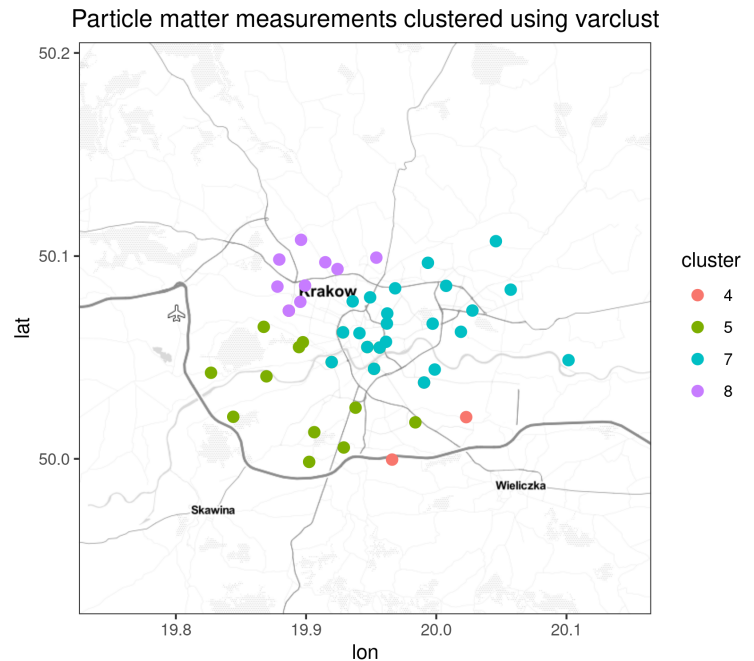 Particle matter measurements clustered using varclust
50.2
50.1
50.0
lat
Krakow
Wieliczka
Skawina
19.8
19.9
20.0
20.1
lon
cluster
4
5
7
8